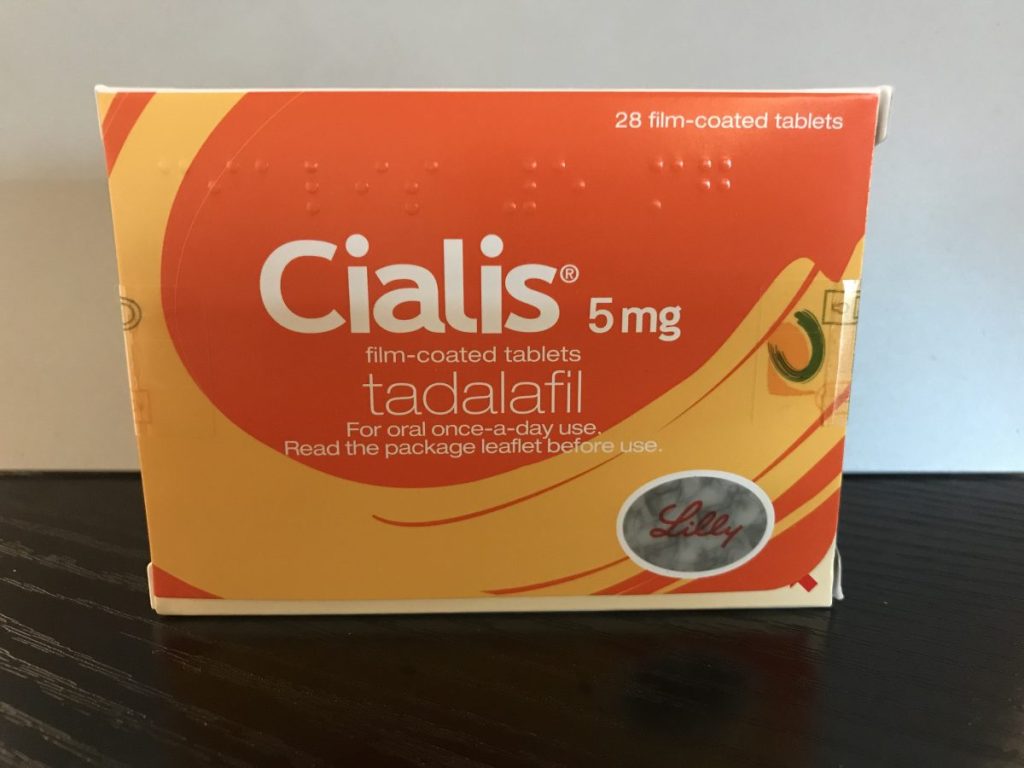 28 film-coated tablets
Cialis® 5 mg
film-coated tablets
tadalafil
For oral once-a-day use.
Read the package leaflet before use.
Lilly